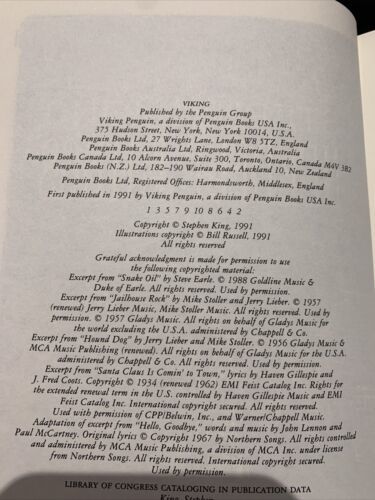 VIKING
Published by the Penguin Group
Viking Penguin, a division of Penguin Books USA Inc.,
375 Hudson Street, New York, New York 10014, U.S.A.
Penguin Books Ltd, 27 Wrights Lane, London W8 5TZ, England
Penguin Books Australia Ltd, Ringwood, Victoria, Australia
Penguin Books Canada Ltd, 10 Alcorn Avenue, Suite 300, Toronto, Ontario, Canada M4V 3B2
Penguin Books (N.Z.) Ltd, 182–190 Wairau Road, Auckland 10, New Zealand
Penguin Books Ltd, Registered Offices: Harmondsworth, Middlesex, England
First published in 1991 by Viking Penguin, a division of Penguin Books USA Inc.
1 3 5 7 9 10 8 6 4 2
Copyright © Stephen King, 1991
Illustrations copyright © Bill Russell, 1991
All rights reserved
Grateful acknowledgment is made for permission to use
the following copyrighted material:
Excerpt from "Snake Oil" by Steve Earle. © 1988 Goldline Music &
Duke of Earle. All rights reserved. Used by permission.
Excerpt from "Jailhouse Rock" by Mike Stoller and Jerry Lieber. © 1957
(renewed) Jerry Lieber Music, Mike Stoller Music. All rights reserved. Used by
permission. © 1957 Gladys Music. All rights on behalf of Gladys Music for
the world excluding the U.S.A. administered by Chappell & Co.
Excerpt from "Hound Dog" by Jerry Lieber and Mike Stoller. © 1956 Gladys Music &
MCA Music Publishing (renewed). All rights on behalf of Gladys Music for the U.S.A.
administered by Chappell & Co. All rights reserved. Used by permission.
Excerpt from "Santa Claus Is Comin' to Town," lyrics by Haven Gillespie and
J. Fred Coots. Copyright © 1934 (renewed 1962) EMI Feist Catalog Inc. Rights for
the extended renewal term in the U.S. controlled by Haven Gillespie Music and EMI
Feist Catalog Inc. International copyright secured. All rights reserved.
Used with permission of CPP/Belwin, Inc., and Warner/Chappell Music.
Adaptation of excerpt from "Hello, Goodbye," words and music by John Lennon and
Paul McCartney. Original lyrics © Copyright 1967 by Northern Songs. All rights controlled
and administered by MCA Music Publishing, a division of MCA Inc. under license
from Northern Songs. All rights reserved. International copyright secured.
Used by permission.
LIBRARY OF CONGRESS CATALOGING IN PUBLICATION DATA
King, Stephen